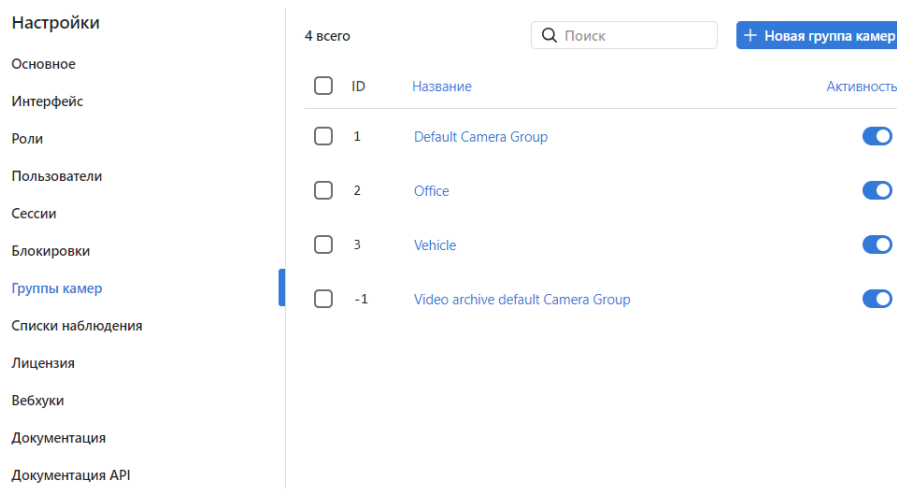 Настройки
Основное
Интерфейс
Роли
Пользователи
Сессии
Блокировки
Группы камер
Списки наблюдения
Лицензия
Вебхуки
Документация
Документация API
4 всего
Поиск
+ Новая группа камер
ID Название Активность
1 Default Camera Group
2 Office
3 Vehicle
-1 Video archive default Camera Group